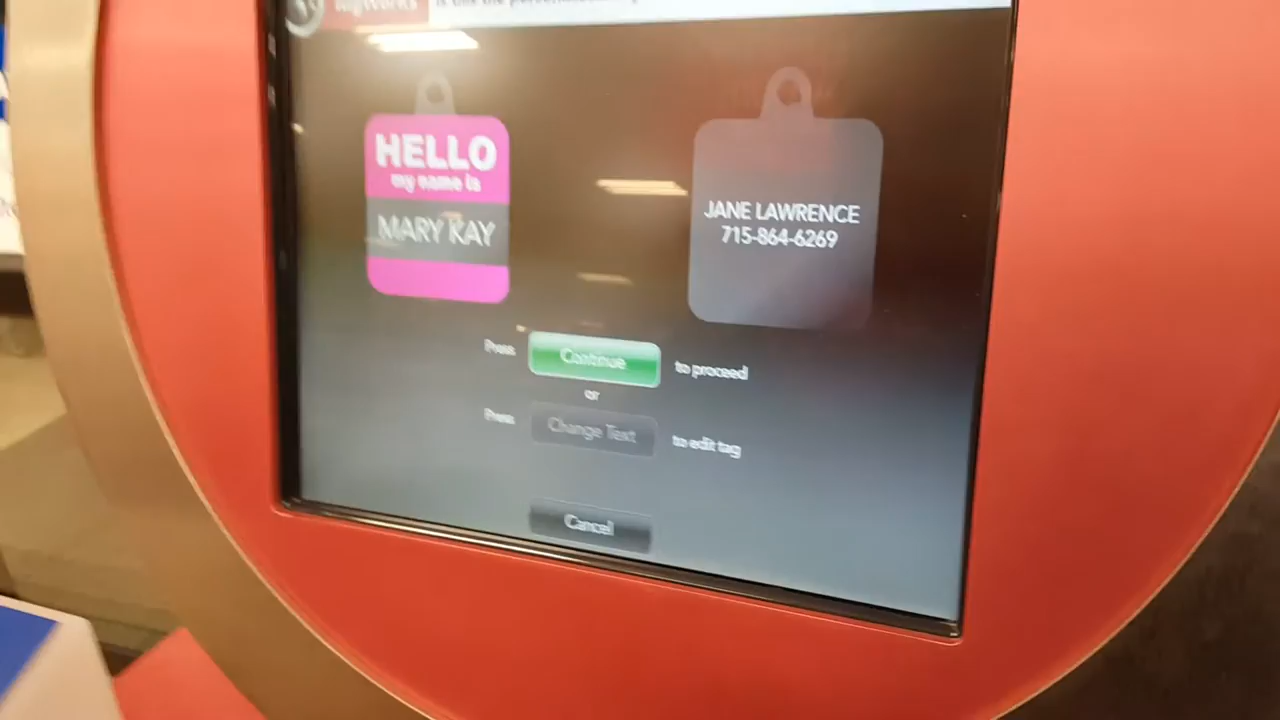 TagWorks
HELLO
my name is
MARY KAY
JANE LAWRENCE
715-864-6269
Press Continue to proceed
or
Press Change Text to edit tag
Cancel